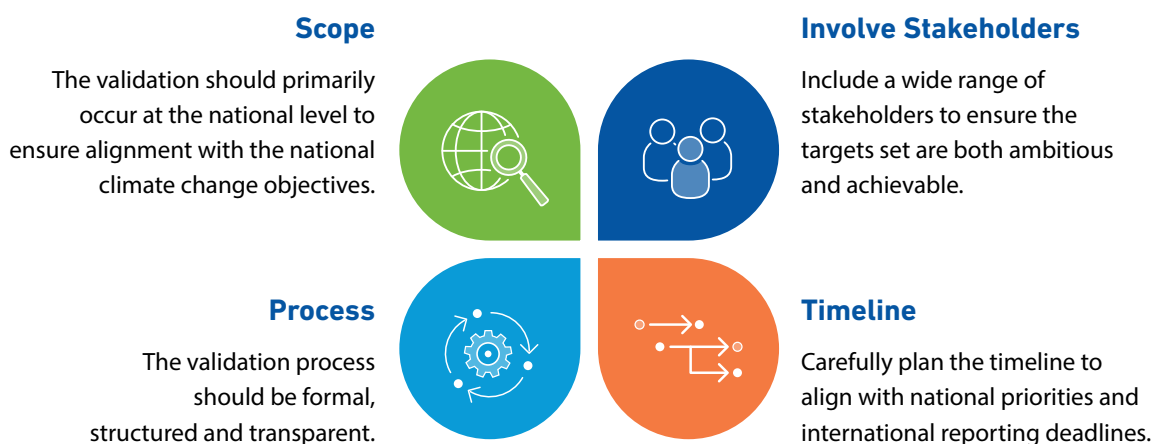 Scope
The validation should primarily
occur at the national level to
ensure alignment with the national
climate change objectives.
Involve Stakeholders
Include a wide range of
stakeholders to ensure the
targets set are both ambitious
and achievable.
Process
The validation process
should be formal,
structured and transparent.
Timeline
Carefully plan the timeline to
align with national priorities and
international reporting deadlines.